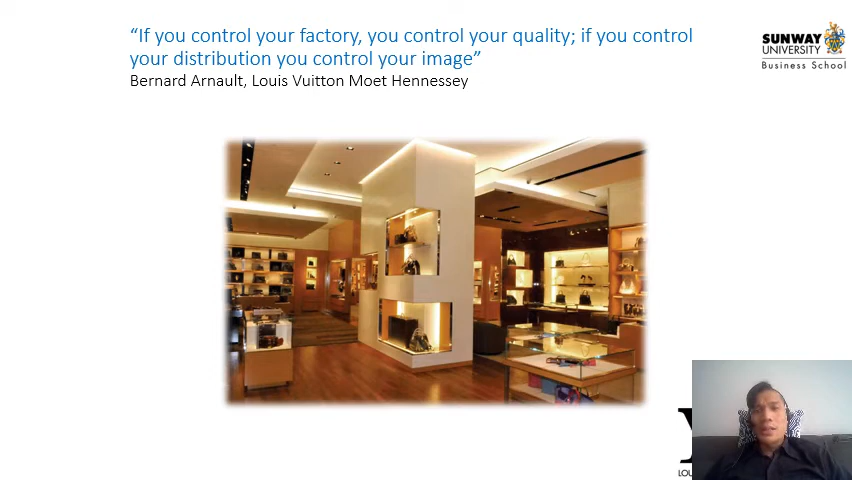 “If you control your factory, you control your quality; if you control
your distribution you control your image”
Bernard Arnault, Louis Vuitton Moet Hennessey
SUNWAY
UNIVERSITY
Business School